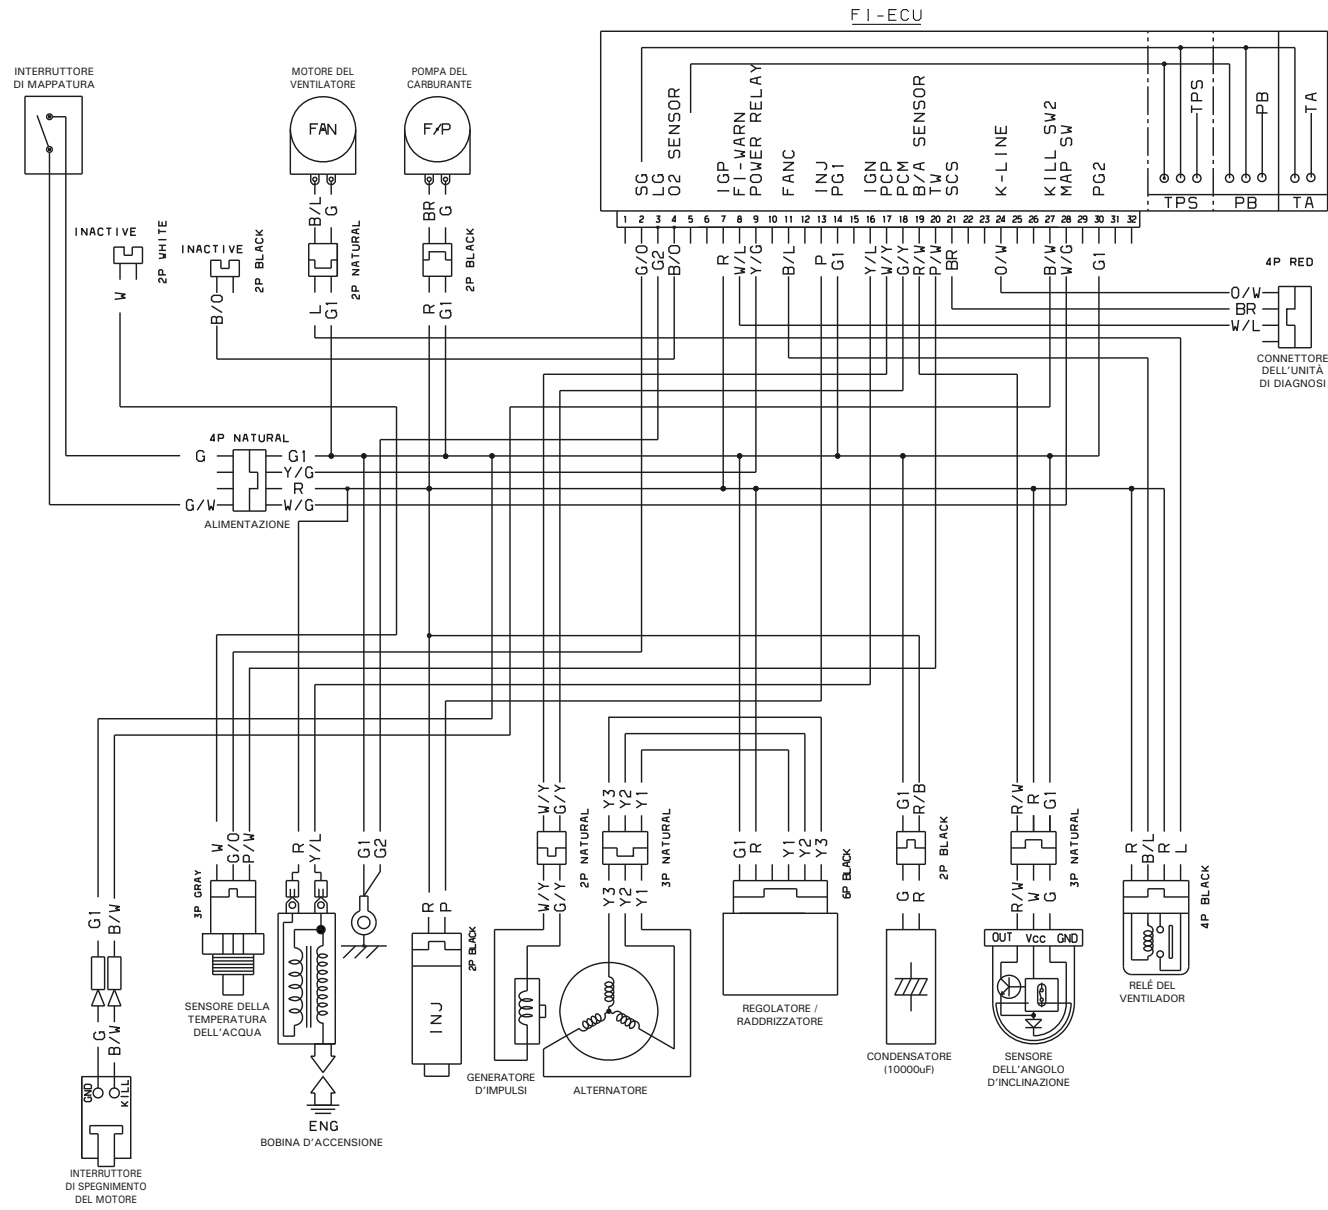 FI-ECU
INTERRUTTORE
DI MAPPATURA
MOTORE DEL
VENTILATORE
FAN
POMPA DEL
CARBURANTE
F/P
SG
LG
O2 SENSOR
IGP
FI-WARN
POWER RELAY
FANC
INJ
PG1
IGN
PCP
PCM
B/A SENSOR
TW
SCS
K-LINE
KILL SW2
MAP SW
PG2
TPS
PB
TA
TPS
PB
TA
1 2 3 4 5 6 7 8 9 10 11 12 13 14 15 16 17 18 19 20 21 22 23 24 25 26 27 28 29 30 31 32
G/O
G2
B/O
R
W/L
Y/G
B/L
P
G1
Y/L
W/Y
G/Y
R/W
P/W
BR
O/W
B/W
W/G
G1
INACTIVE
2P WHITE
W
INACTIVE
2P BLACK
B/O
B/L
G
2P NATURAL
L
G1
BR
G
2P BLACK
R
G1
4P RED
O/W
BR
W/L
CONNETTORE
DELL'UNITÀ
DI DIAGNOSI
4P NATURAL
G
G1
Y/G
R
G/W
W/G
ALIMENTAZIONE
G1
B/W
G
B/W
GND
KILL
INTERRUTTORE
DI SPEGNIMENTO
DEL MOTORE
W
G/O
P/W
3P GRAY
SENSORE DELLA
TEMPERATURA
DELL'ACQUA
R
Y/L
ENG
BOBINA D'ACCENSIONE
G1
G2
R
P
2P BLACK
INJ
W/Y
G/Y
2P NATURAL
W/Y
G/Y
GENERATORE
D'IMPULSI
Y3
Y2
Y1
3P NATURAL
Y3
Y2
Y1
ALTERNATORE
G1
R
Y1
Y2
Y3
6P BLACK
REGOLATORE /
RADDRIZZATORE
G1
R/B
2P BLACK
G
R
CONDENSATORE
(10000uF)
R/W
R
G1
3P NATURAL
R/W
W
G
OUT Vcc GND
SENSORE
DELL'ANGOLO
D'INCLINAZIONE
R
B/L
R
L
4P BLACK
RELÉ DEL
VENTILADOR